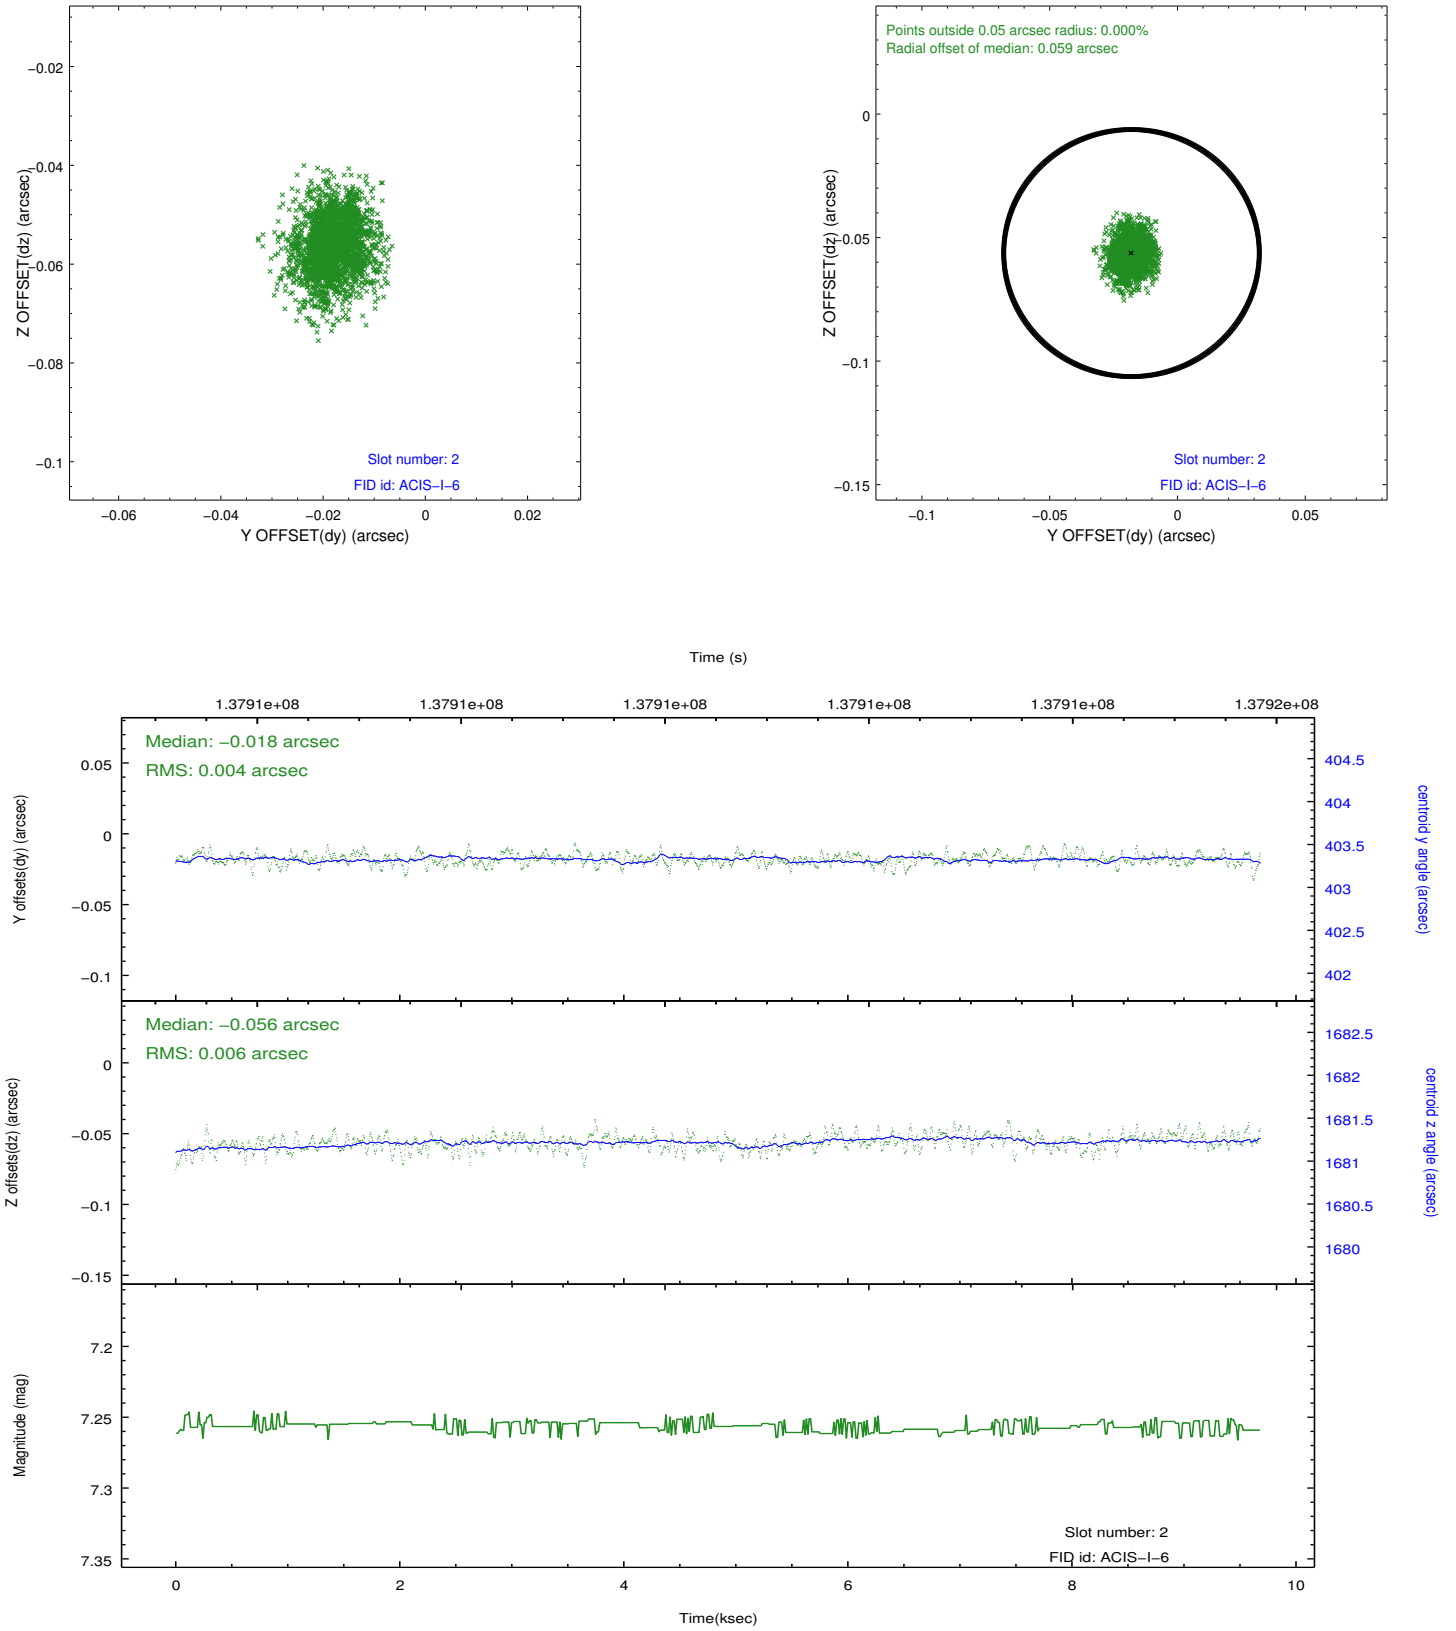 −0.02
−0.04
−0.06
−0.08
−0.1
Z OFFSET(dz) (arcsec)
Slot number: 2
FID id: ACIS−I−6
−0.06 −0.04 −0.02 0 0.02
Y OFFSET(dy) (arcsec)
Points outside 0.05 arcsec radius: 0.000%
Radial offset of median: 0.059 arcsec
0
−0.05
−0.1
−0.15
Z OFFSET(dz) (arcsec)
Slot number: 2
FID id: ACIS−I−6
−0.1 −0.05 0 0.05
Y OFFSET(dy) (arcsec)
Time (s)
1.3791e+08 1.3791e+08 1.3791e+08 1.3791e+08 1.3791e+08 1.3792e+08
Median: −0.018 arcsec
RMS: 0.004 arcsec
0.05
0
−0.05
−0.1
Y offsets(dy) (arcsec)
404.5
404
403.5
403
402.5
402
centroid y angle (arcsec)
Median: −0.056 arcsec
RMS: 0.006 arcsec
0
−0.05
−0.1
−0.15
Z offsets(dz) (arcsec)
1682.5
1682
1681.5
1681
1680.5
1680
centroid z angle (arcsec)
7.2
7.25
7.3
7.35
Magnitude (mag)
Slot number: 2
FID id: ACIS−I−6
0 2 4 6 8 10
Time(ksec)